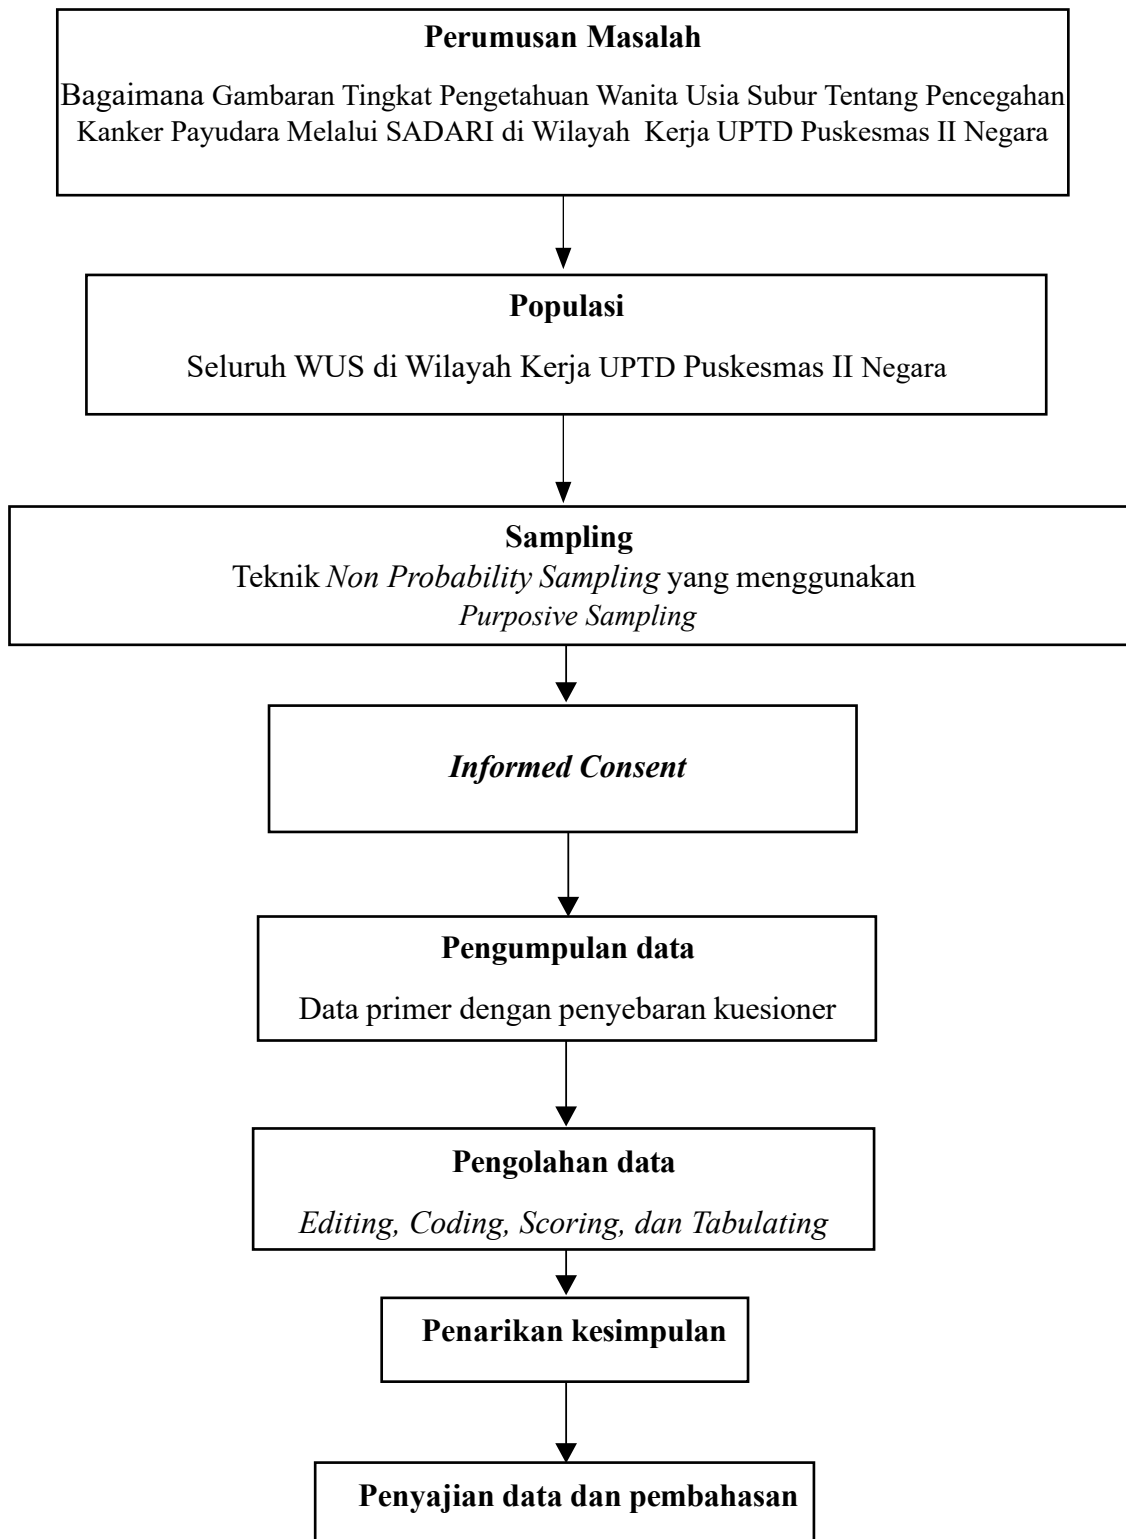 Perumusan Masalah
Bagaimana Gambaran Tingkat Pengetahuan Wanita Usia Subur Tentang Pencegahan
Kanker Payudara Melalui SADARI di Wilayah Kerja UPTD Puskesmas II Negara
Populasi
Seluruh WUS di Wilayah Kerja UPTD Puskesmas II Negara
Sampling
Teknik Non Probability Sampling yang menggunakan
Purposive Sampling
Informed Consent
Pengumpulan data
Data primer dengan penyebaran kuesioner
Pengolahan data
Editing, Coding, Scoring, dan Tabulating
Penarikan kesimpulan
Penyajian data dan pembahasan